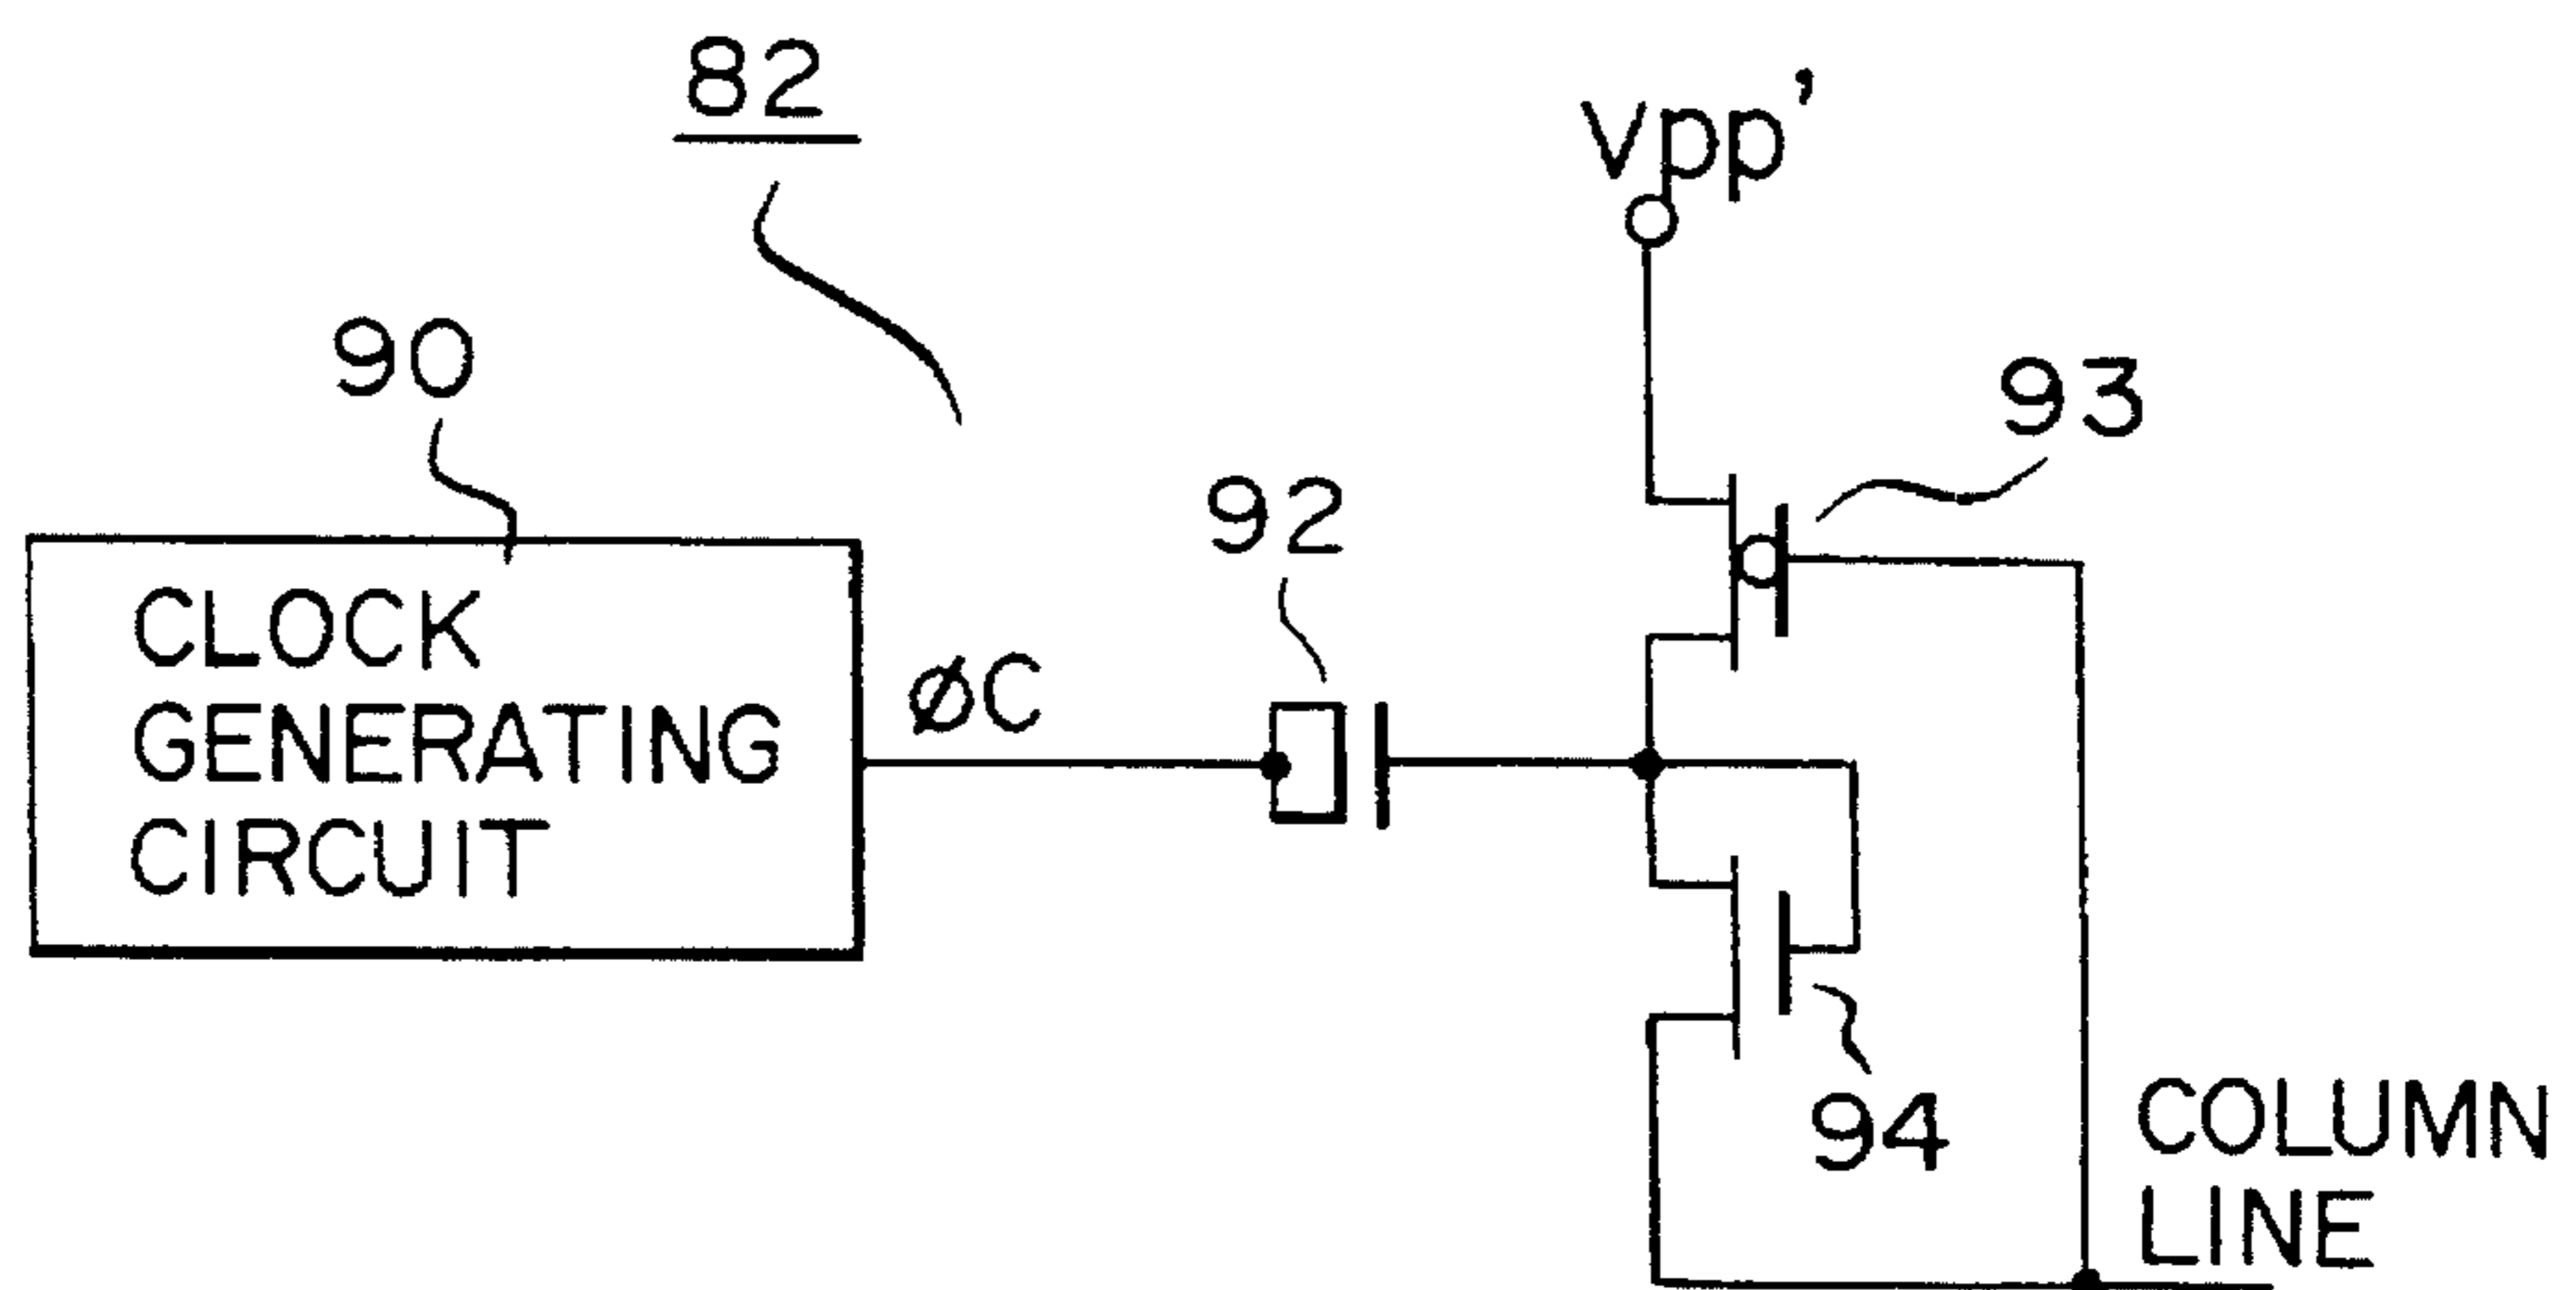 82
Vpp'
90
93
92
CLOCK
GENERATING
CIRCUIT
øC
94
COLUMN
LINE